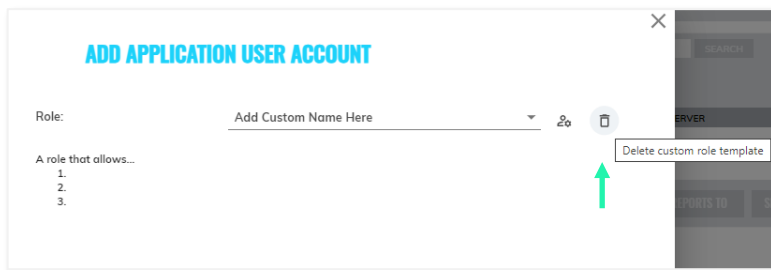 ADD APPLICATION USER ACCOUNT
SEARCH
Role:
Add Custom Name Here
ERVER
Delete custom role template
A role that allows...
1.
2.
3.
EPORTS TO
S